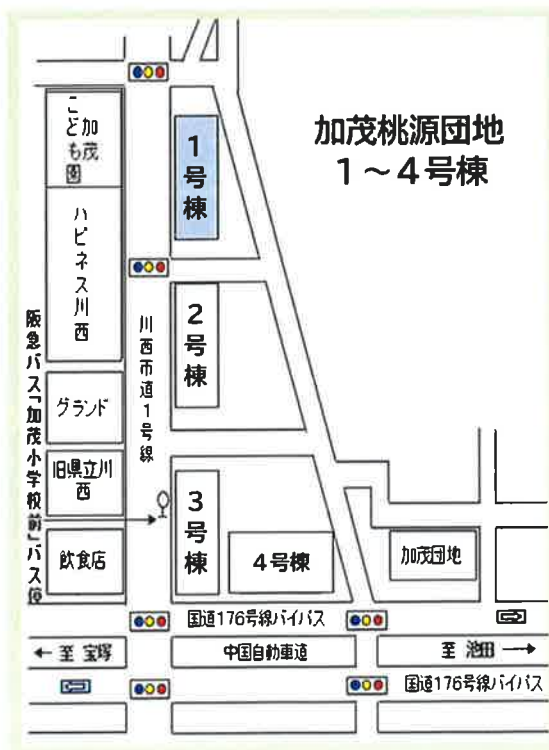 加茂桃源団地
1～4号棟
加茂
こども園
ハピネス川西
グランド
旧県立川西
飲食店
阪急バス「加茂小学校前」バス停
川西市道1号線
1号棟
2号棟
3号棟
4号棟
加茂団地
国道176号線バイパス
← 至 宝塚
中国自動車道
至 池田 →
国道176号線バイパス